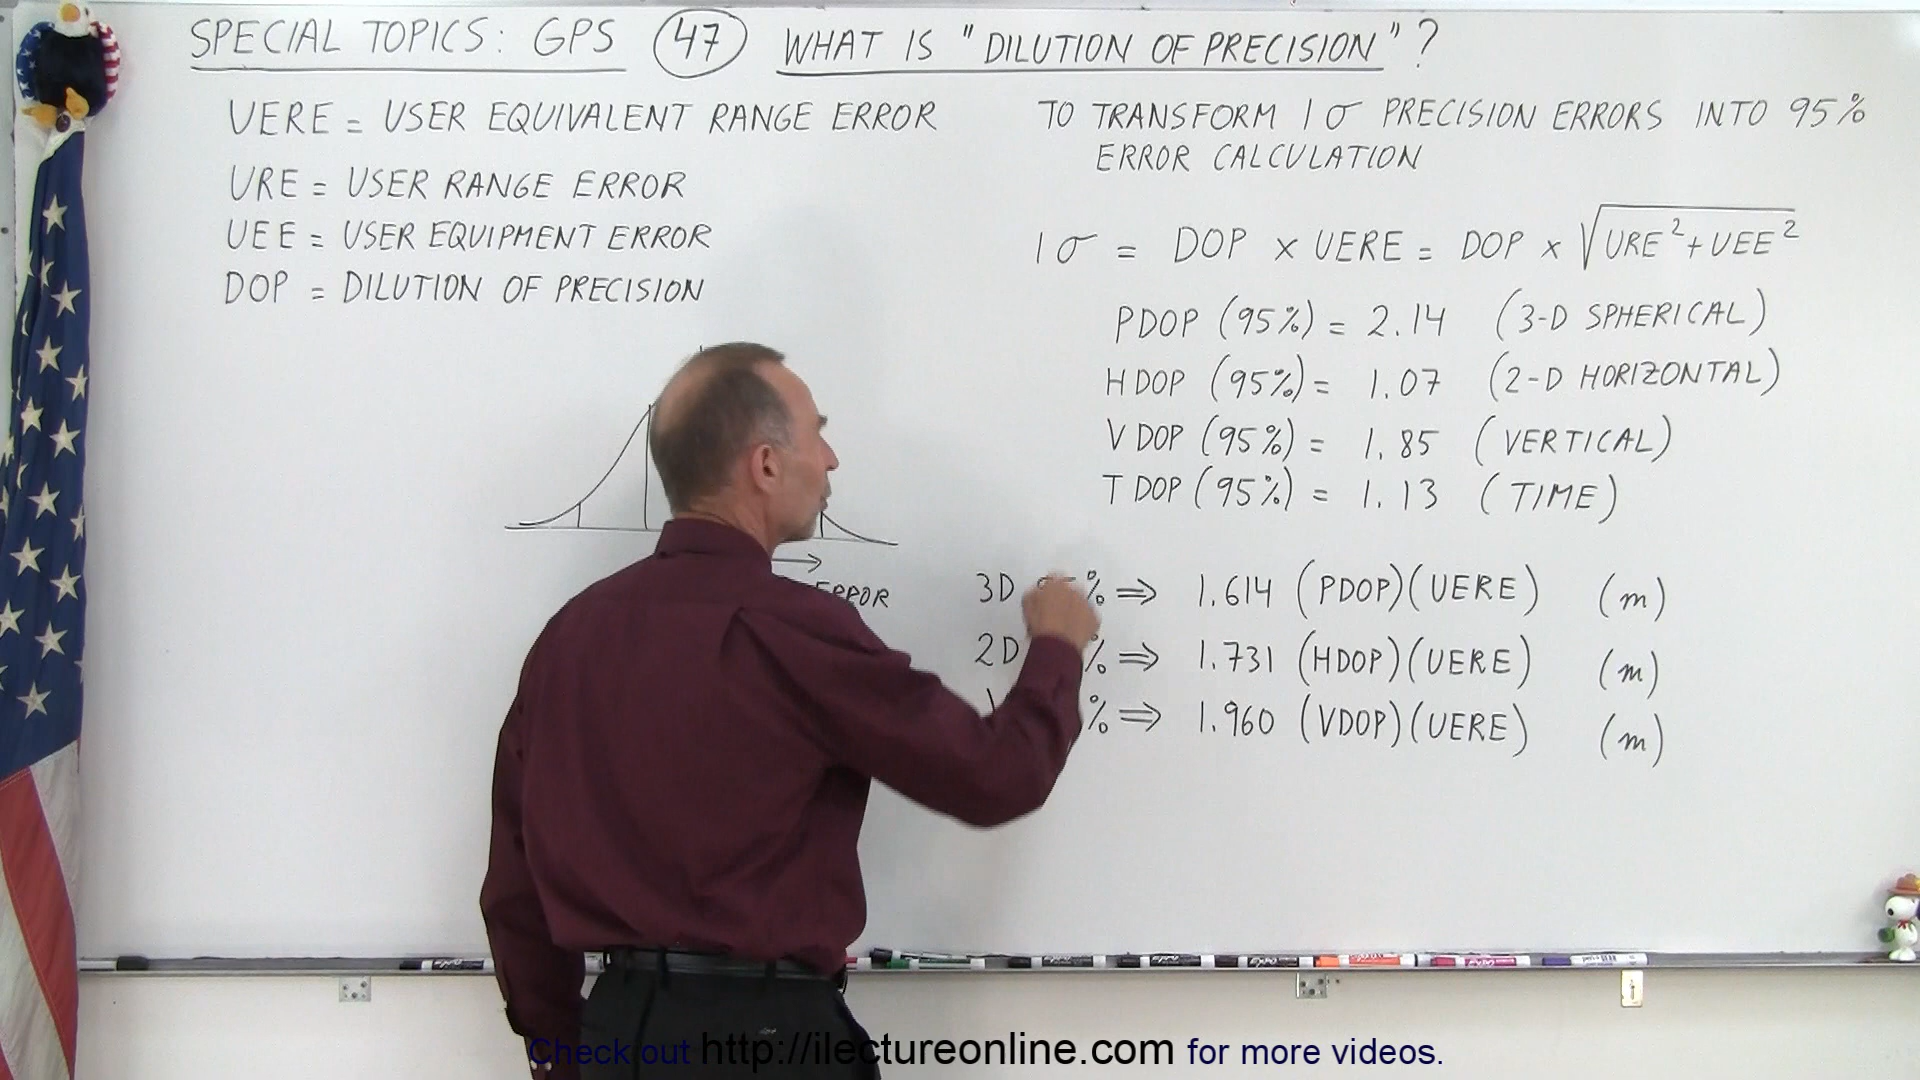 SPECIAL TOPICS: GPS 47 WHAT IS "DILUTION OF PRECISION"?
UERE = USER EQUIVALENT RANGE ERROR
URE = USER RANGE ERROR
UEE = USER EQUIPMENT ERROR
DOP = DILUTION OF PRECISION
ERROR
TO TRANSFORM 1σ PRECISION ERRORS INTO 95%
ERROR CALCULATION
1σ = DOP × UERE = DOP × √URE²+UEE²
PDOP (95%) = 2.14 (3-D SPHERICAL)
HDOP (95%) = 1.07 (2-D HORIZONTAL)
VDOP (95%) = 1.85 (VERTICAL)
TDOP (95%) = 1.13 (TIME)
3D % ⇒ 1.614 (PDOP)(UERE) (m)
2D % ⇒ 1.731 (HDOP)(UERE) (m)
% ⇒ 1.960 (VDOP)(UERE) (m)
Check out http://ilectureonline.com for more videos.